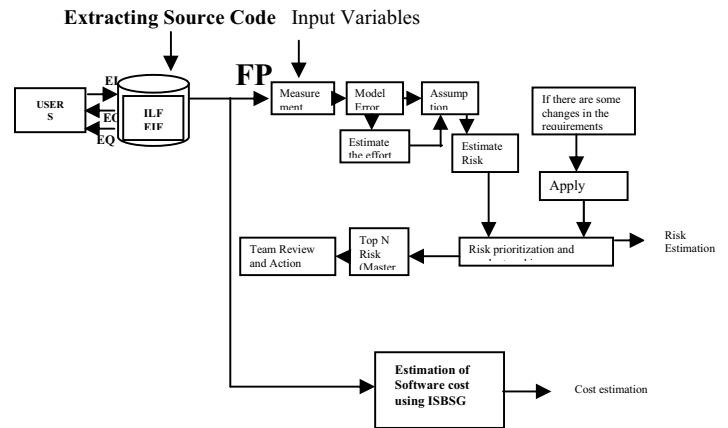 Extracting Source Code Input Variables
FP
USER
S
EI
EO
EQ
ILF
EIF
Measure
ment
Model
Error
Assump
tion
Estimate
the effort
Estimate
Risk
If there are some
changes in the
requirements
Apply
Team Review
and Action
Top N
Risk
(Master
Risk prioritization and
Risk
Estimation
Estimation of
Software cost
using ISBSG
Cost estimation